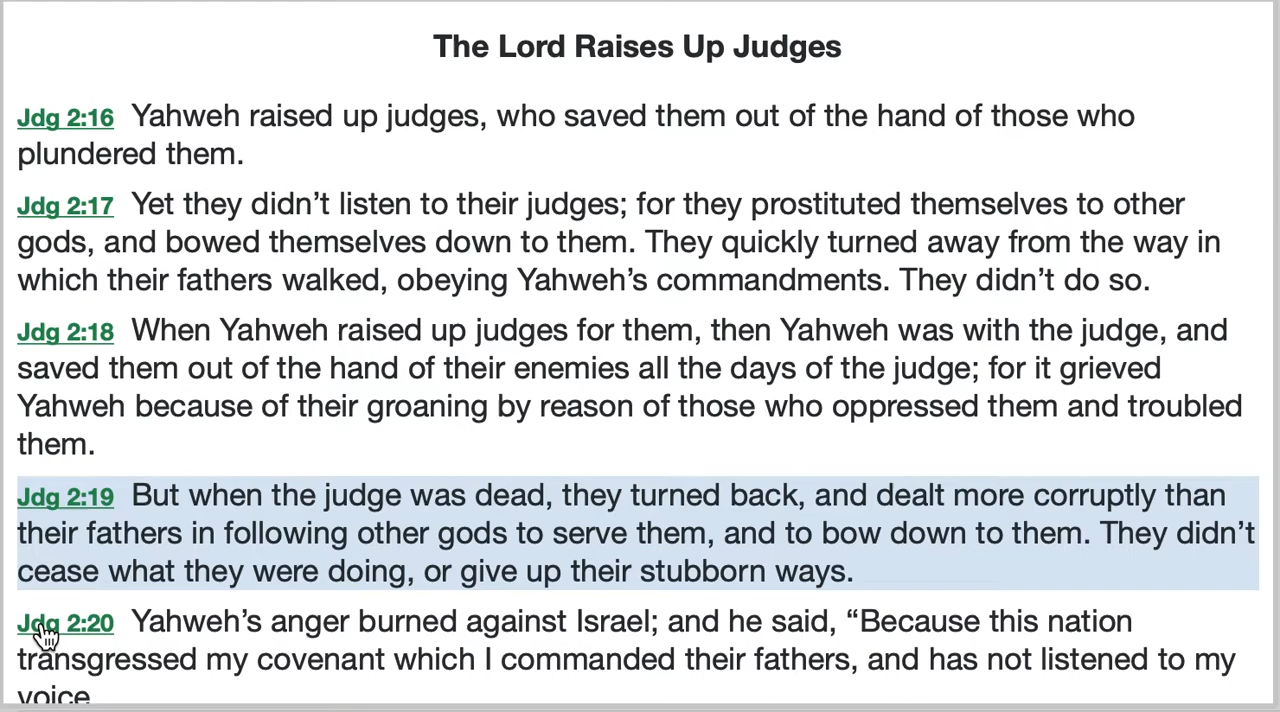 The Lord Raises Up Judges
Jdg 2:16 Yahweh raised up judges, who saved them out of the hand of those who
plundered them.
Jdg 2:17 Yet they didn’t listen to their judges; for they prostituted themselves to other
gods, and bowed themselves down to them. They quickly turned away from the way in
which their fathers walked, obeying Yahweh’s commandments. They didn’t do so.
Jdg 2:18 When Yahweh raised up judges for them, then Yahweh was with the judge, and
saved them out of the hand of their enemies all the days of the judge; for it grieved
Yahweh because of their groaning by reason of those who oppressed them and troubled
them.
Jdg 2:19 But when the judge was dead, they turned back, and dealt more corruptly than
their fathers in following other gods to serve them, and to bow down to them. They didn’t
cease what they were doing, or give up their stubborn ways.
Jdg 2:20 Yahweh’s anger burned against Israel; and he said, “Because this nation
transgressed my covenant which I commanded their fathers, and has not listened to my
voice